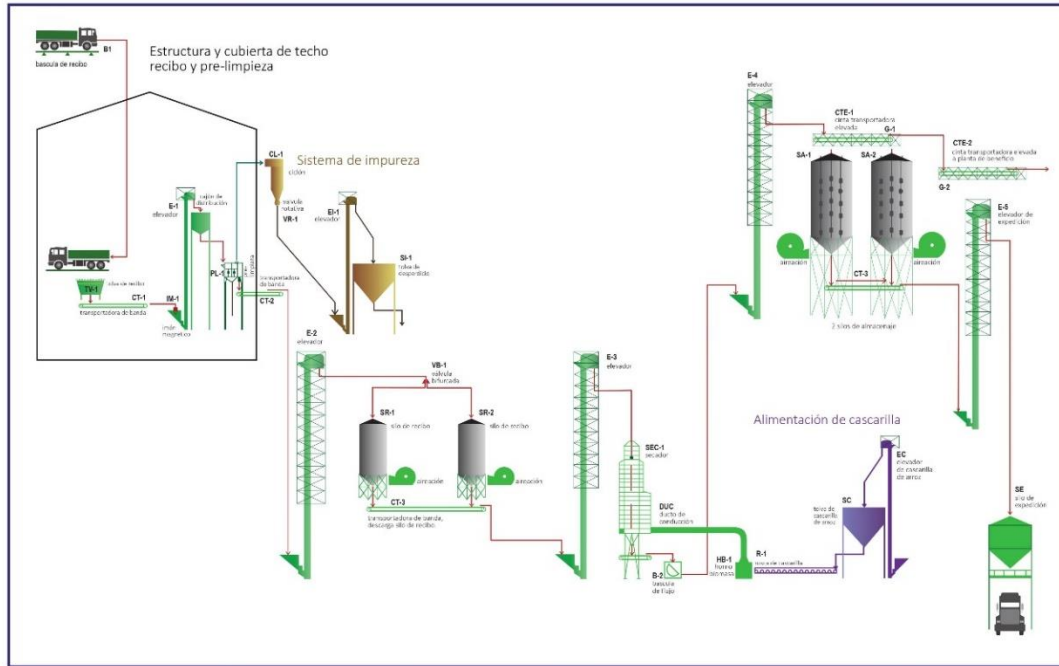 B1
báscula de recibo
Estructura y cubierta de techo
recibo y pre-limpieza
CL-1
ciclón
Sistema de impureza
válvula
rotativa
VR-1
EI-1
elevador
SI-1
tolva de
desperdicio
E-1
elevador
cajón de
distribución
PL-1
TV-1
tolva de recibo
CT-1
transportadora de banda
IM-1
imán
magnético
transportadora
de banda
CT-2
E-2
elevador
VB-1
válvula
bifurcada
SR-1
silo de recibo
SR-2
silo de recibo
aireación
aireación
CT-3
transportadora de banda,
descarga silo de recibo
E-3
elevador
SEC-1
secador
DUC
ducto de
conducción
B-2
báscula
de flujo
HB-1
horno
biomasa
R-1
rosca de cascarilla
Alimentación de cascarilla
SC
tolva de
cascarilla
de arroz
EC
elevador
de cascarilla
de arroz
E-4
elevador
CTE-1
cinta transportadora
elevada
G-1
SA-1
SA-2
CTE-2
cinta transportadora elevada
a planta de beneficio
G-2
aireación
aireación
CT-3
2 silos de almacenaje
E-5
elevador de
expedición
SE
silo de
expedición